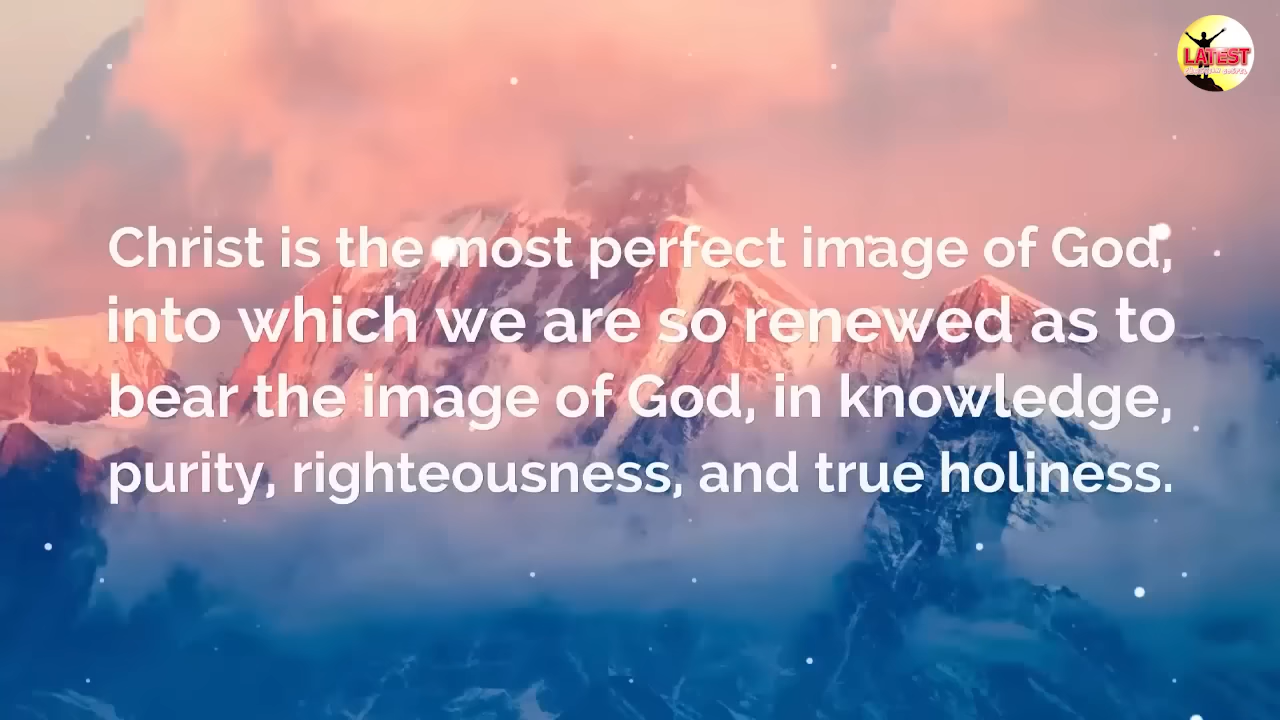 LATEST
Christ is the most perfect image of God,
into which we are so renewed as to
bear the image of God, in knowledge,
purity, righteousness, and true holiness.